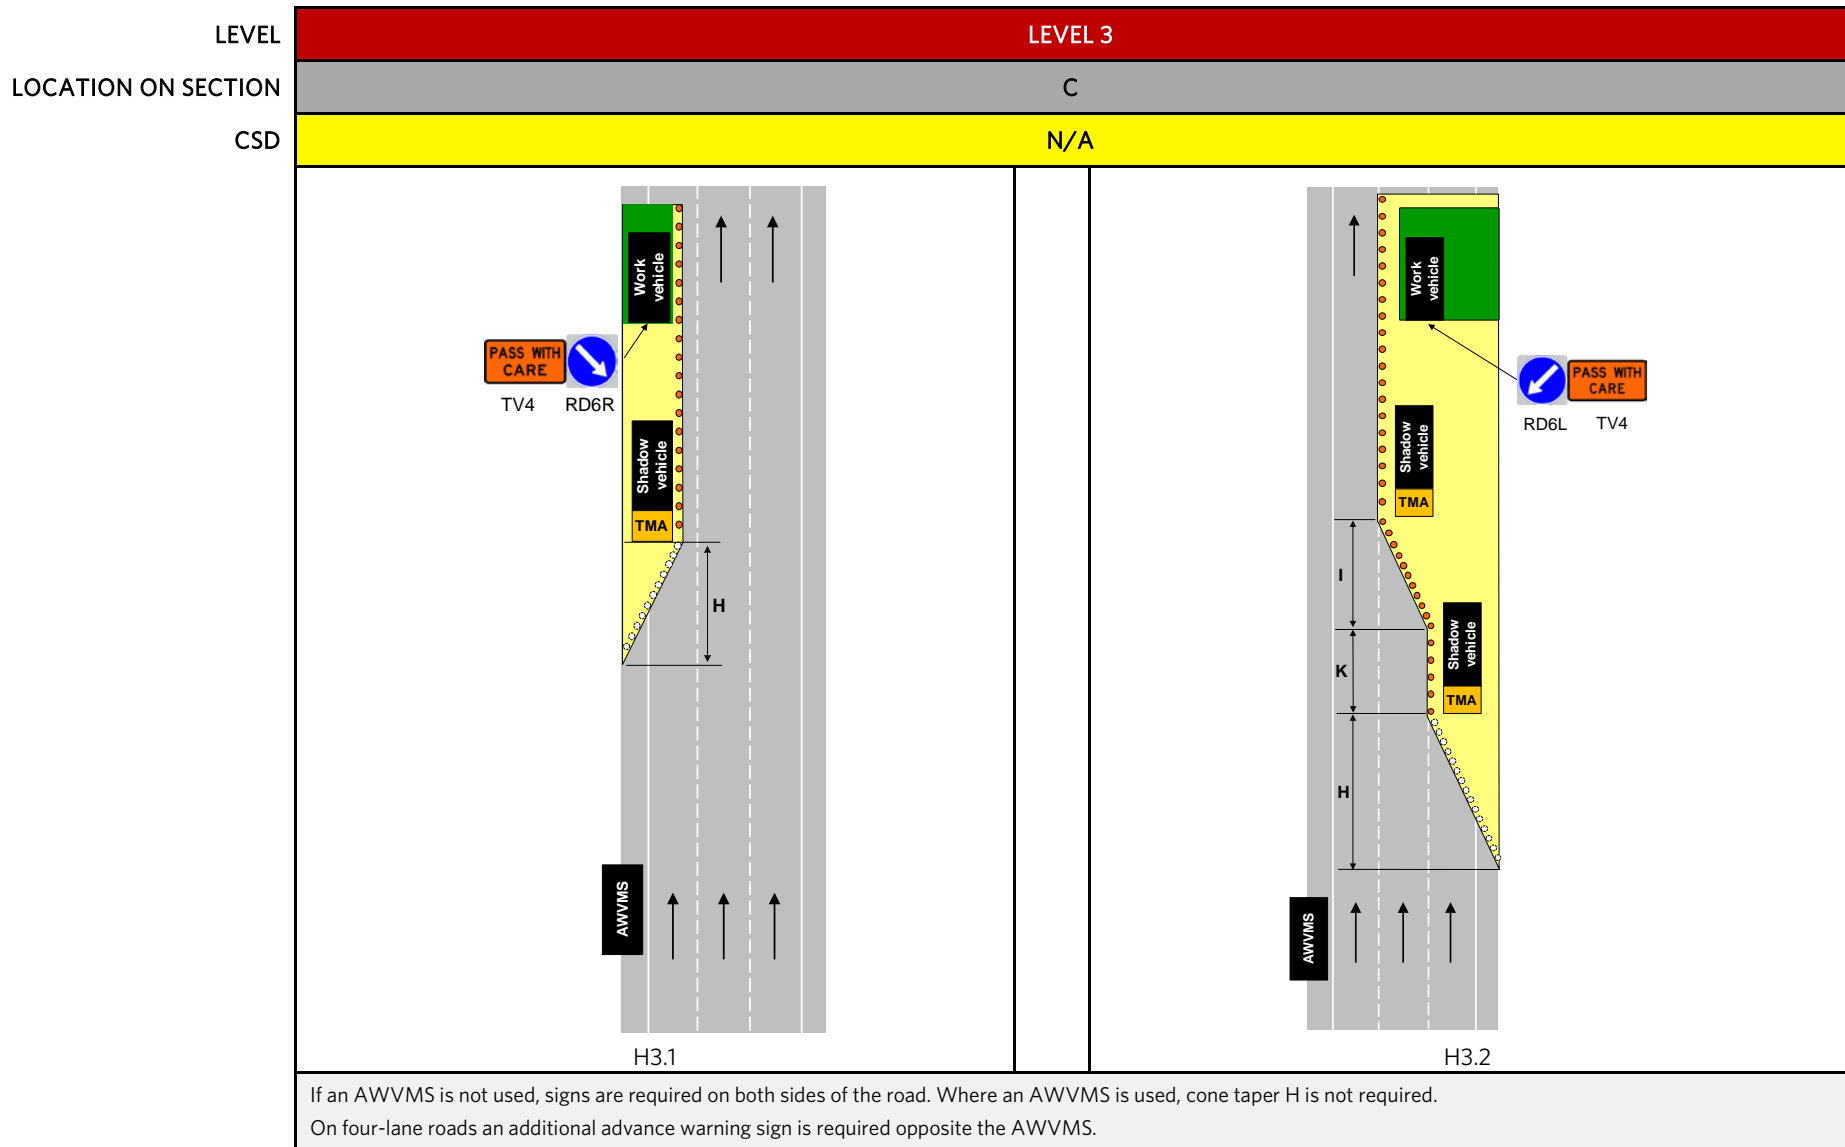 LEVEL
LEVEL 3
LOCATION ON SECTION
C
CSD
N/A
Work
vehicle
PASS WITH
CARE
TV4
RD6R
Shadow
vehicle
TMA
H
AWVMS
H3.1
Work
vehicle
PASS WITH
CARE
RD6L
TV4
Shadow
vehicle
TMA
I
Shadow
vehicle
K
TMA
H
AWVMS
H3.2
If an AWVMS is not used, signs are required on both sides of the road. Where an AWVMS is used, cone taper H is not required.
On four-lane roads an additional advance warning sign is required opposite the AWVMS.